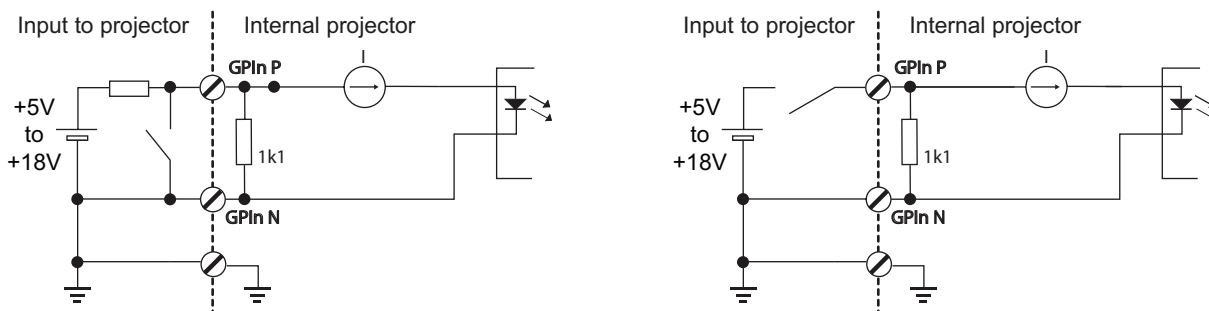 Input to projector
Internal projector
I
GPIn P
+5V
to
+18V
1k1
GPIn N
Input to projector
Internal projector
I
GPIn P
+5V
to
+18V
1k1
GPIn N